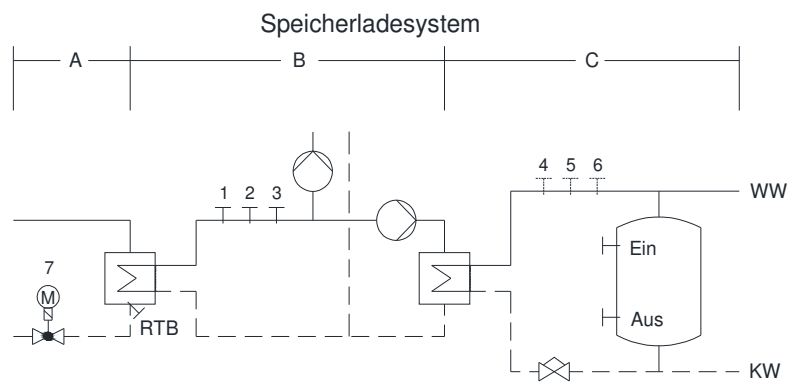 Speicherladesystem
A B C
1 2 3
4 5 6
WW
7
M
RTB
Ein
Aus
KW